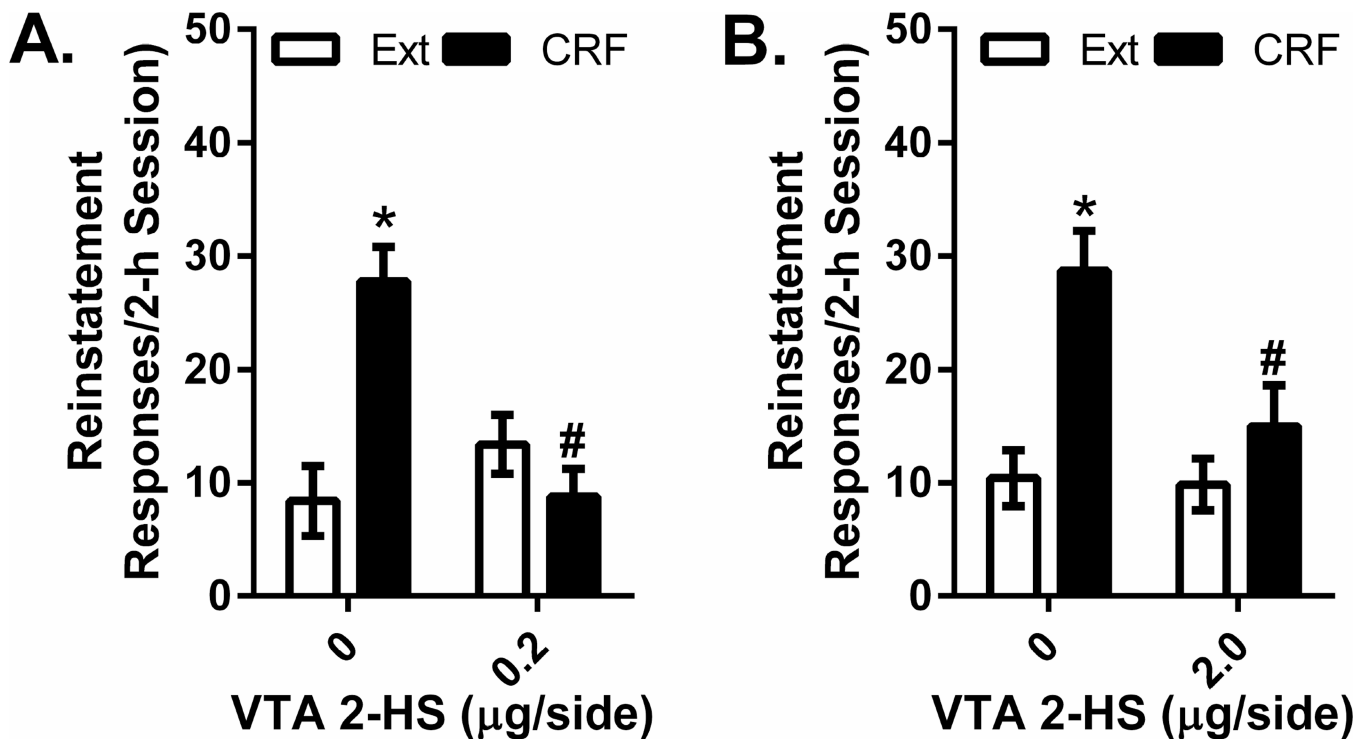 A.
Ext CRF
Reinstatement
Responses/2-h Session)
50
40
30
20
10
0
*
#
0
0.2
VTA 2-HS (μg/side)
B.
Ext CRF
Reinstatement
Responses/2-h Session)
50
40
30
20
10
0
*
#
0
2.0
VTA 2-HS (μg/side)